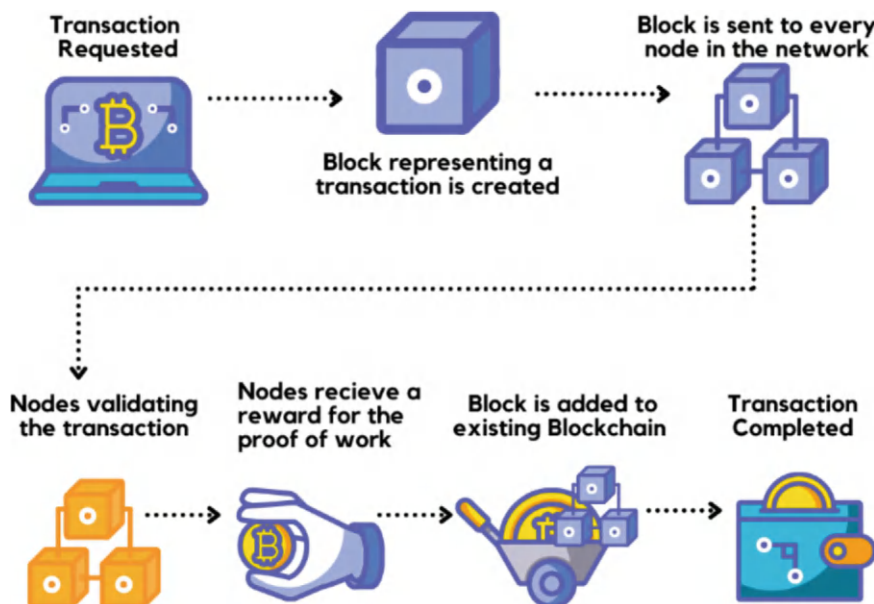 Transaction
Requested
Block representing a
transaction is created
Block is sent to every
node in the network
Nodes validating
the transaction
Nodes recieve a
reward for the
proof of work
Block is added to
existing Blockchain
Transaction
Completed